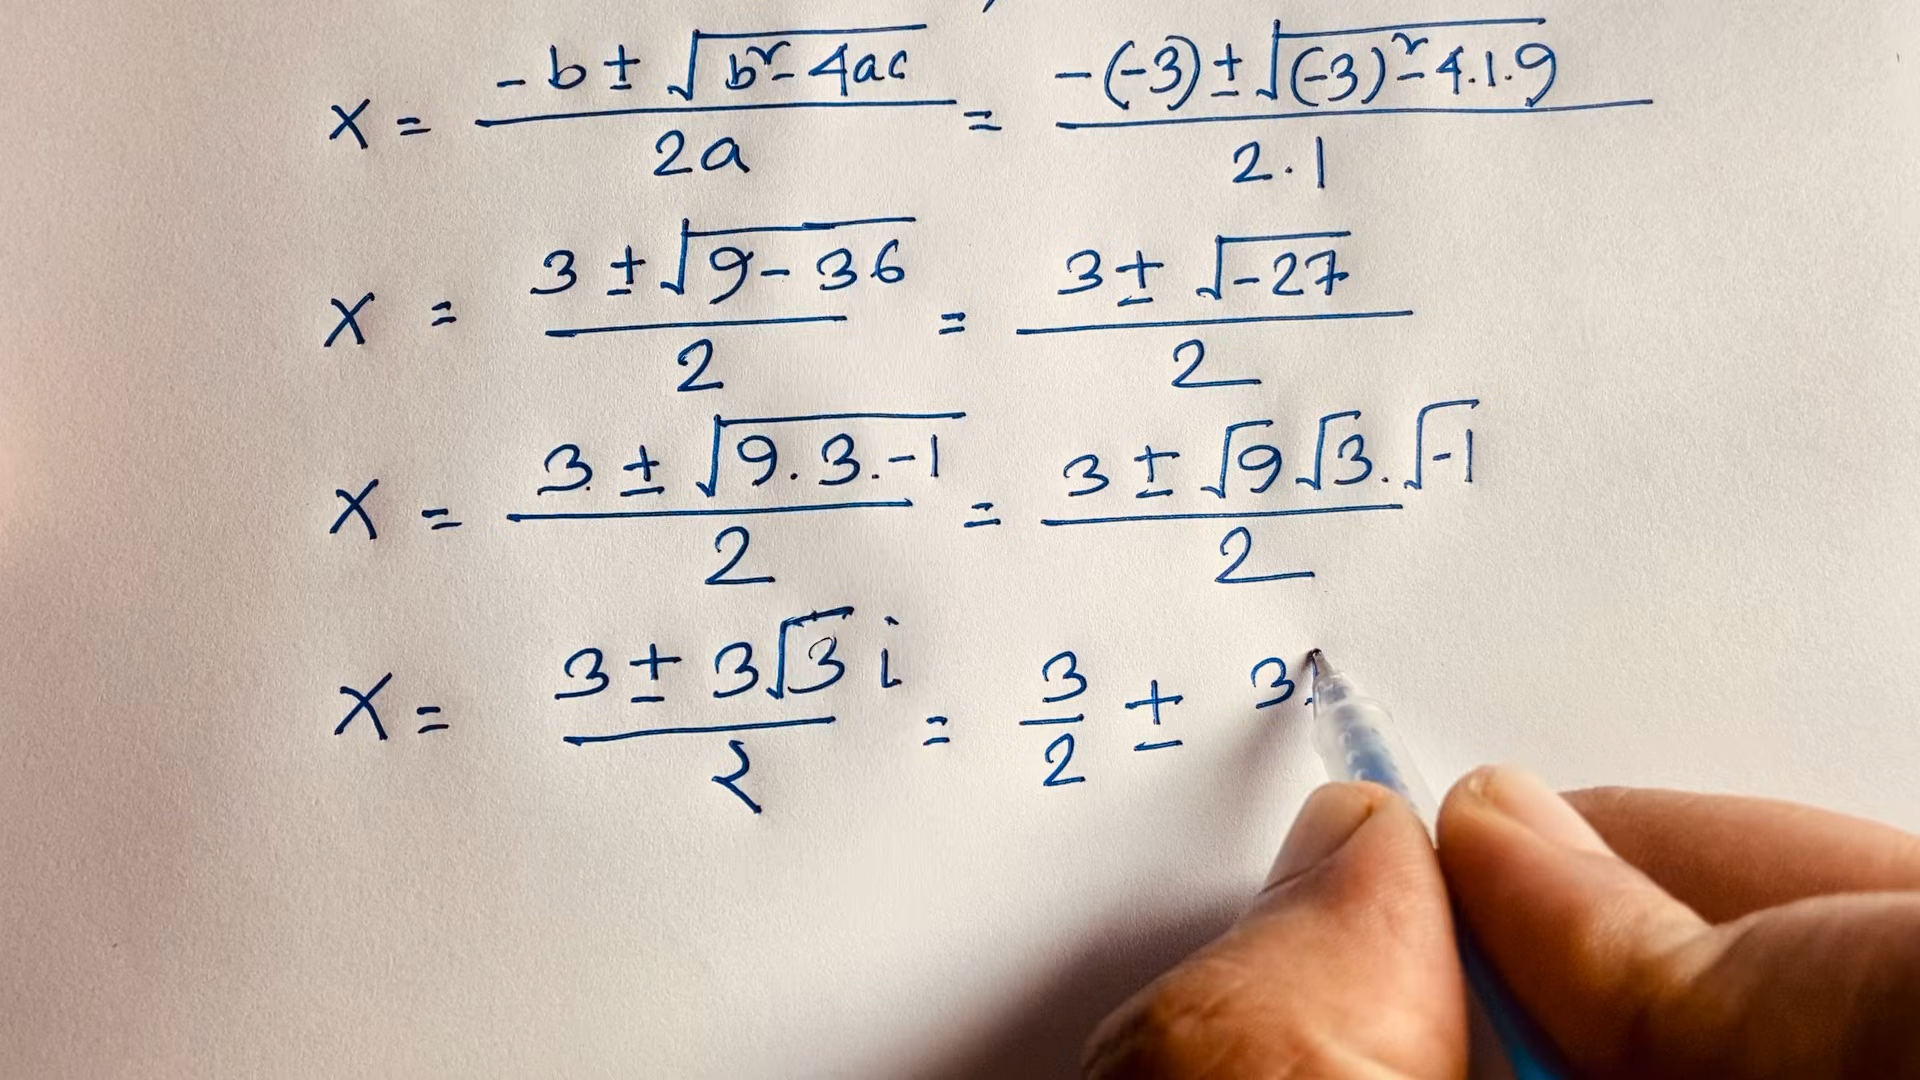 x = (-b ± √(b² - 4ac))/(2a) = (-(-3) ± √((-3)² - 4.1.9))/(2.1)
x = (3 ± √(9 - 36))/2 = (3 ± √(-27))/2
x = (3 ± √(9.3.-1))/2 = (3 ± √9 √3.√-1)/2
x = (3 ± 3√3 i)/2 = 3/2 ± 3